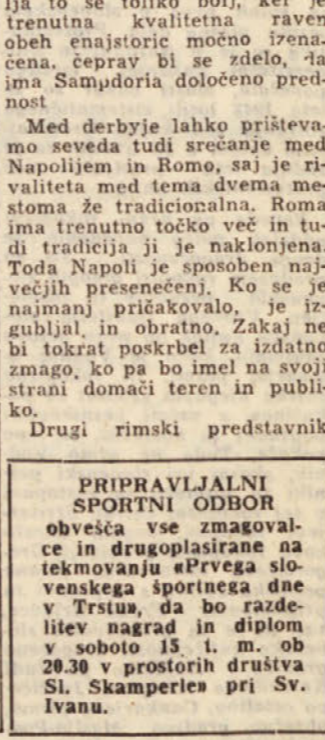 lja to se toliko bolj, ker je
trenutna kvalitetna raven
obeh enajstoric močno izena-
čena. čeprav bi se zdelo, da
ima Sampdoria določeno pred-
nost
Med derbyje lahko prišteva-
mo seveda tudi srečanje med
Napolijem in Romo, saj je ri-
valiteta med tema dvema me-
stoma že tradicionalna. Roma
ima trenutno točko več in tu-
di tradicija ji je naklonjena.
Toda Napoli je sposoben naj-
večjih presenečenj. Ko se je
najmanj pričakovalo, je iz-
gubljal, in obratno. Zakaj ne
bi tokrat poskrbel za izdatno
zmago, ko pa bo imel na svoji
strani domači teren in publi-
ko.
Drugi rimski predstavnik
PRIPRAVLJALNI
SPORTNI ODBOR
obvešča vse zmagoval-
ce in drugoplasirane na
tekmovanju «Prvega slo-
venskega športnega dne
v Trstu», da bo razde-
litev nagrad in diplom
v soboto 15. t. m. ob
20.30 v prostorih društva
Sl. Skamperle» pri Sv.
Ivanu.